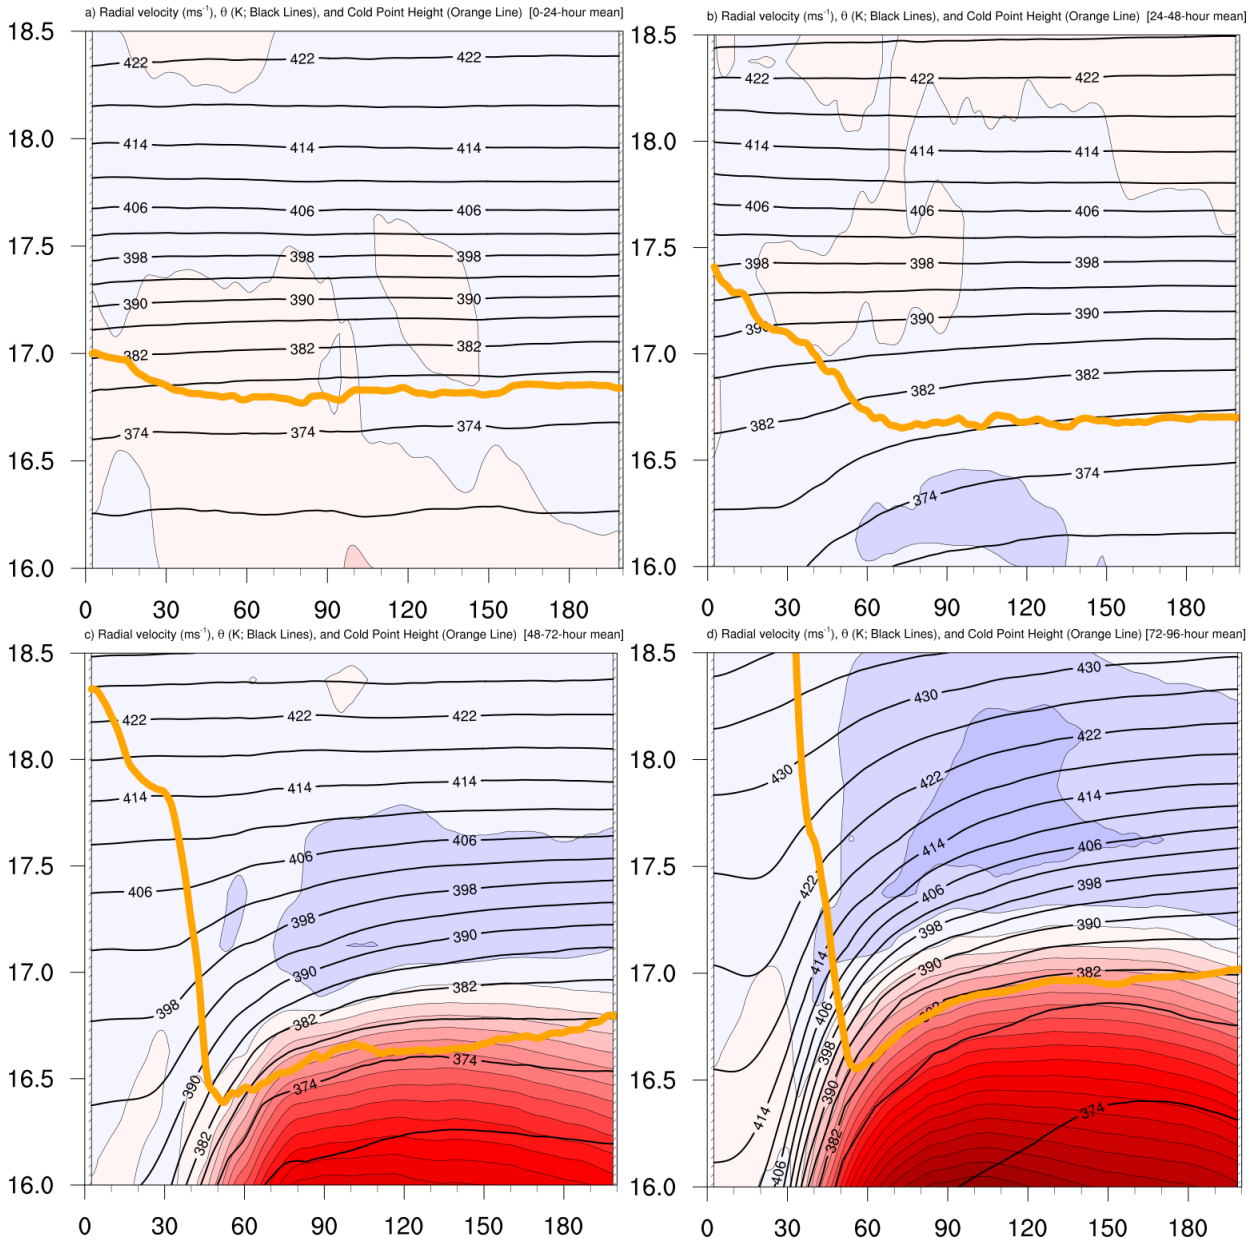 a) Radial velocity (ms⁻¹), θ (K; Black Lines), and Cold Point Height (Orange Line) [0-24-hour mean]
18.5
18.0
17.5
17.0
16.5
16.0
422 422 422
414 414 414
406 406 406
398 398 398
390 390 390
382 382 382
374 374 374
0 30 60 90 120 150 180
b) Radial velocity (ms⁻¹), θ (K; Black Lines), and Cold Point Height (Orange Line) [24-48-hour mean]
18.5
18.0
17.5
17.0
16.5
16.0
422 422 422
414 414 414
406 406 406
398 398 398
390 390 390
382 382 382
374 374
0 30 60 90 120 150 180
c) Radial velocity (ms⁻¹), θ (K; Black Lines), and Cold Point Height (Orange Line) [48-72-hour mean]
18.5
18.0
17.5
17.0
16.5
16.0
422 422 422
414 414 414
406 406 406
398 398 398
390 390 390
382 382 382
374 374
0 30 60 90 120 150 180
d) Radial velocity (ms⁻¹), θ (K; Black Lines), and Cold Point Height (Orange Line) [72-96-hour mean]
18.5
18.0
17.5
17.0
16.5
16.0
430 430 430
422 422 422
414 414 414 414
406 406 406 406
398 398 398
390 390 390
382 382
374
0 30 60 90 120 150 180